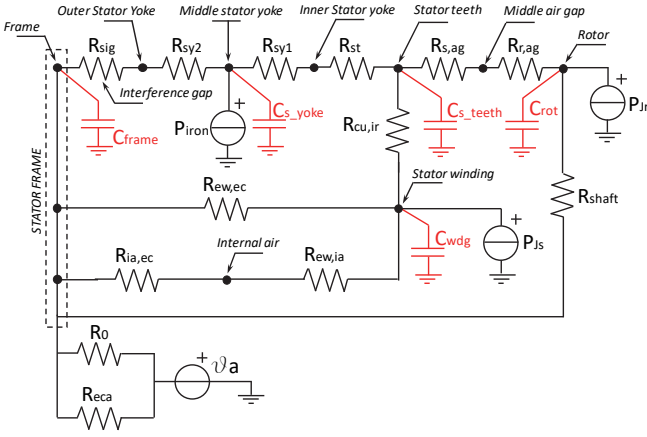 Outer Stator Yoke
Middle stator yoke
Inner Stator yoke
Stator teeth
Middle air gap
Frame
Rotor
Rsig
Rsy2
Rsy1
Rst
Rs,ag
Rr,ag
Interference gap
Cframe
Piron
Cs_yoke
Rcu,ir
Cs_teeth
Crot
PJr
STATOR FRAME
Rew,ec
Stator winding
Rshaft
Cwdg
PJs
Ria,ec
Internal air
Rew,ia
R0
+
+
+
+
ϑa
Reca